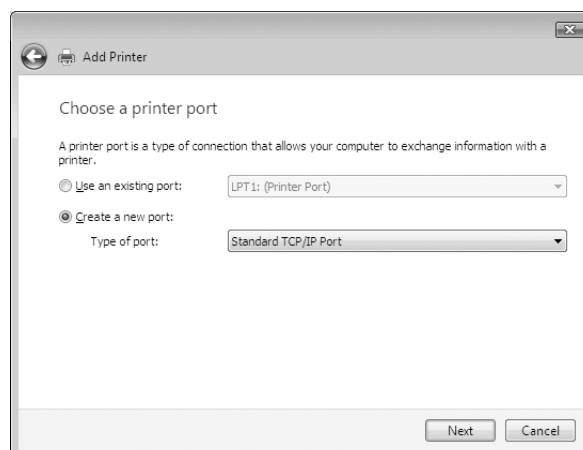 Add Printer
Choose a printer port
A printer port is a type of connection that allows your computer to exchange information with a
printer.
Use an existing port: LPT1: (Printer Port)
Create a new port:
Type of port: Standard TCP/IP Port
Next Cancel